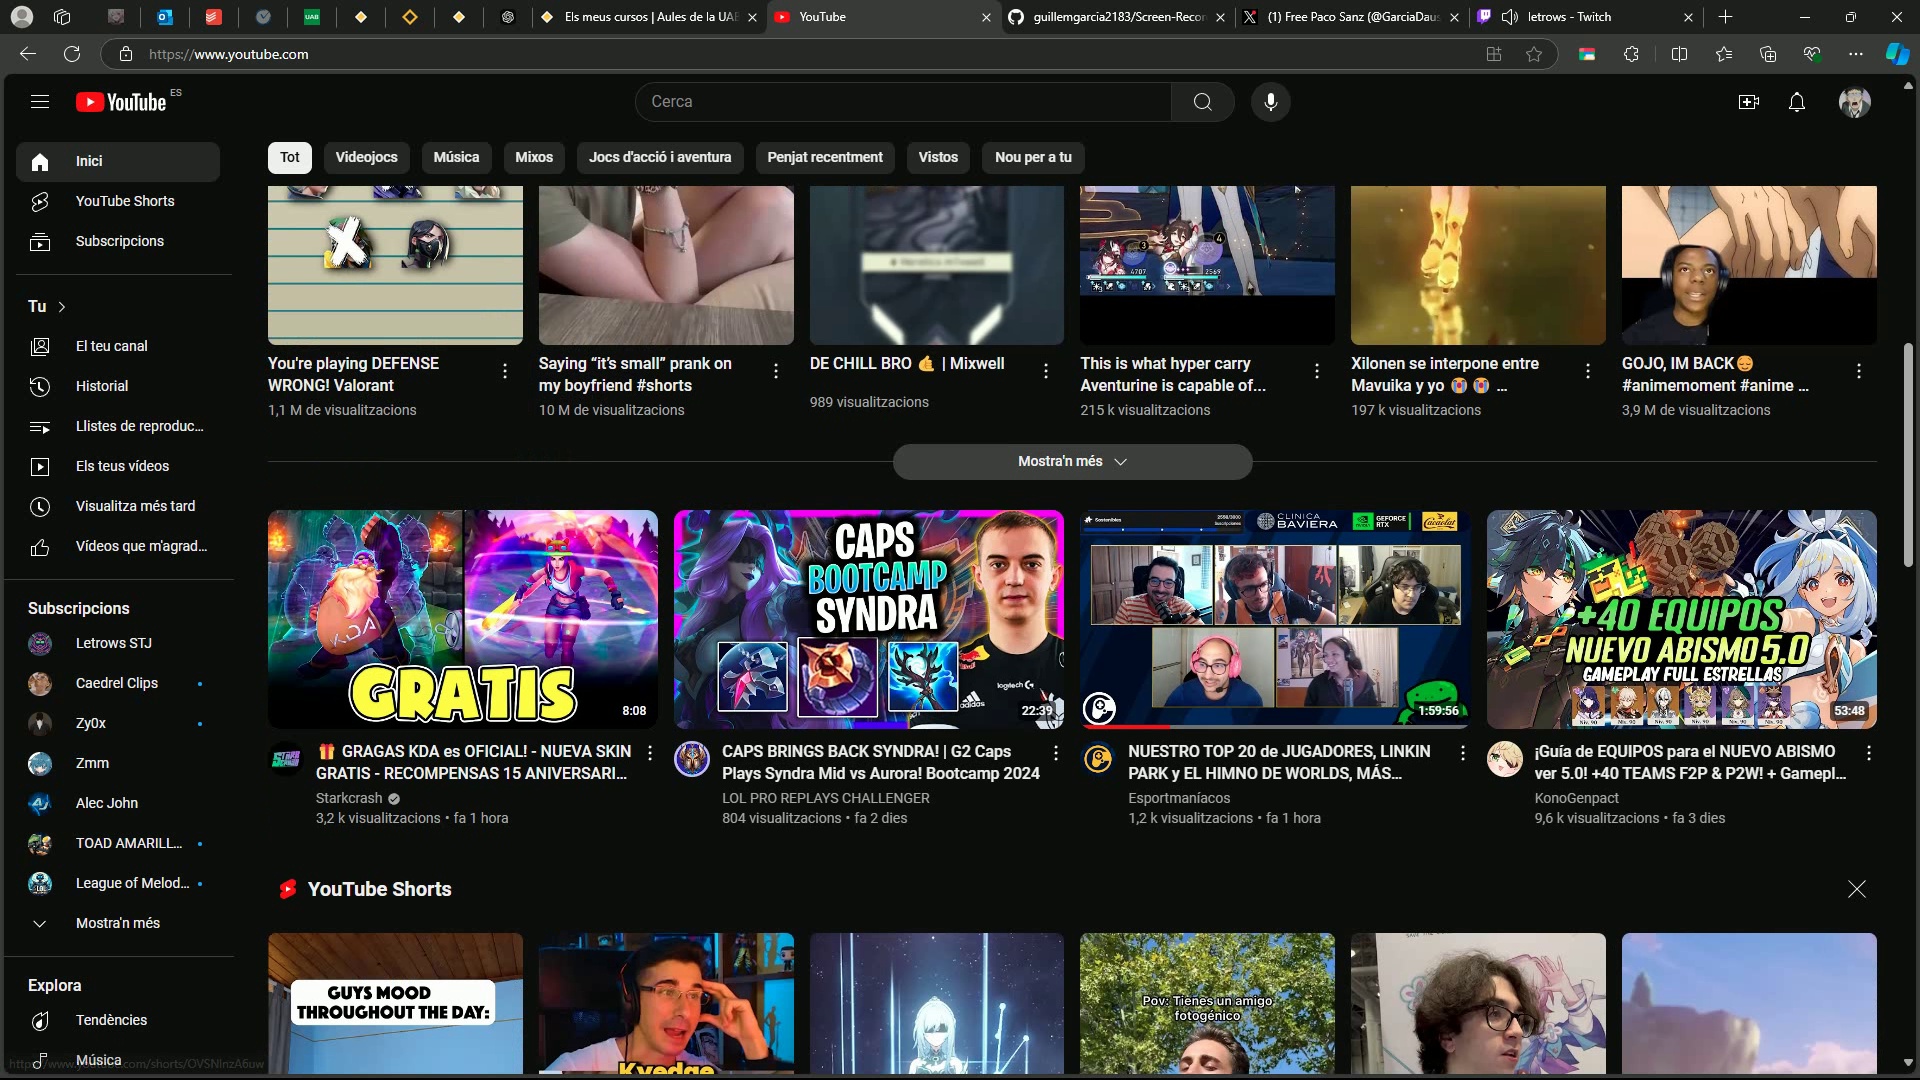 Els meus cursos | Aules de la UAB
YouTube
guillemgarcia2183/Screen-Recor
(1) Free Paco Sanz (@GarciaDaus
letrows - Twitch
https://www.youtube.com
YouTube ES
Cerca
Inici
YouTube Shorts
Subscripcions
Tu
El teu canal
Historial
Llistes de reproduc...
Els teus vídeos
Visualitza més tard
Vídeos que m'agrad...
Subscripcions
Letrows STJ
Caedrel Clips
Zy0x
Zmm
Alec John
TOAD AMARILL...
League of Melod...
Mostra'n més
Explora
Tendències
Música
Tot
Videojocs
Música
Mixos
Jocs d'acció i aventura
Penjat recentment
Vistos
Nou per a tu
3
4707
4
2569
You're playing DEFENSE
WRONG! Valorant
1,1 M de visualitzacions
Saying “it’s small” prank on
my boyfriend #shorts
10 M de visualitzacions
DE CHILL BRO 🤙 | Mixwell
989 visualitzacions
This is what hyper carry
Aventurine is capable of...
215 k visualitzacions
Xilonen se interpone entre
Mavuika y yo 😭😭 ...
197 k visualitzacions
GOJO, IM BACK😌
#animemoment #anime ...
3,9 M de visualitzacions
Mostra'n més
KDA
GRATIS
8:08
🎁 GRAGAS KDA es OFICIAL! - NUEVA SKIN
GRATIS - RECOMPENSAS 15 ANIVERSARI...
Starkcrash
3,2 k visualitzacions • fa 1 hora
CAPS
BOOTCAMP
SYNDRA
logitech G
adidas
22:39
CAPS BRINGS BACK SYNDRA! | G2 Caps
Plays Syndra Mid vs Aurora! Bootcamp 2024
LOL PRO REPLAYS CHALLENGER
804 visualitzacions • fa 2 dies
CLINICA
BAVIERA
GEFORCE
RTX
Cacaolat
1:59:56
NUESTRO TOP 20 de JUGADORES, LINKIN
PARK y EL HIMNO DE WORLDS, MÁS...
Esportmaníacos
1,2 k visualitzacions • fa 1 hora
+40 EQUIPOS
NUEVO ABISMO 5.0
GAMEPLAY FULL ESTRELLAS
53:48
¡Guía de EQUIPOS para el NUEVO ABISMO
ver 5.0! +40 TEAMS F2P & P2W! + Gamepl...
KonoGenpact
9,6 k visualitzacions • fa 3 dies
YouTube Shorts
GUYS MOOD
THROUGHOUT THE DAY:
Kyedae
Pov: Tienes un amigo
fotogénico